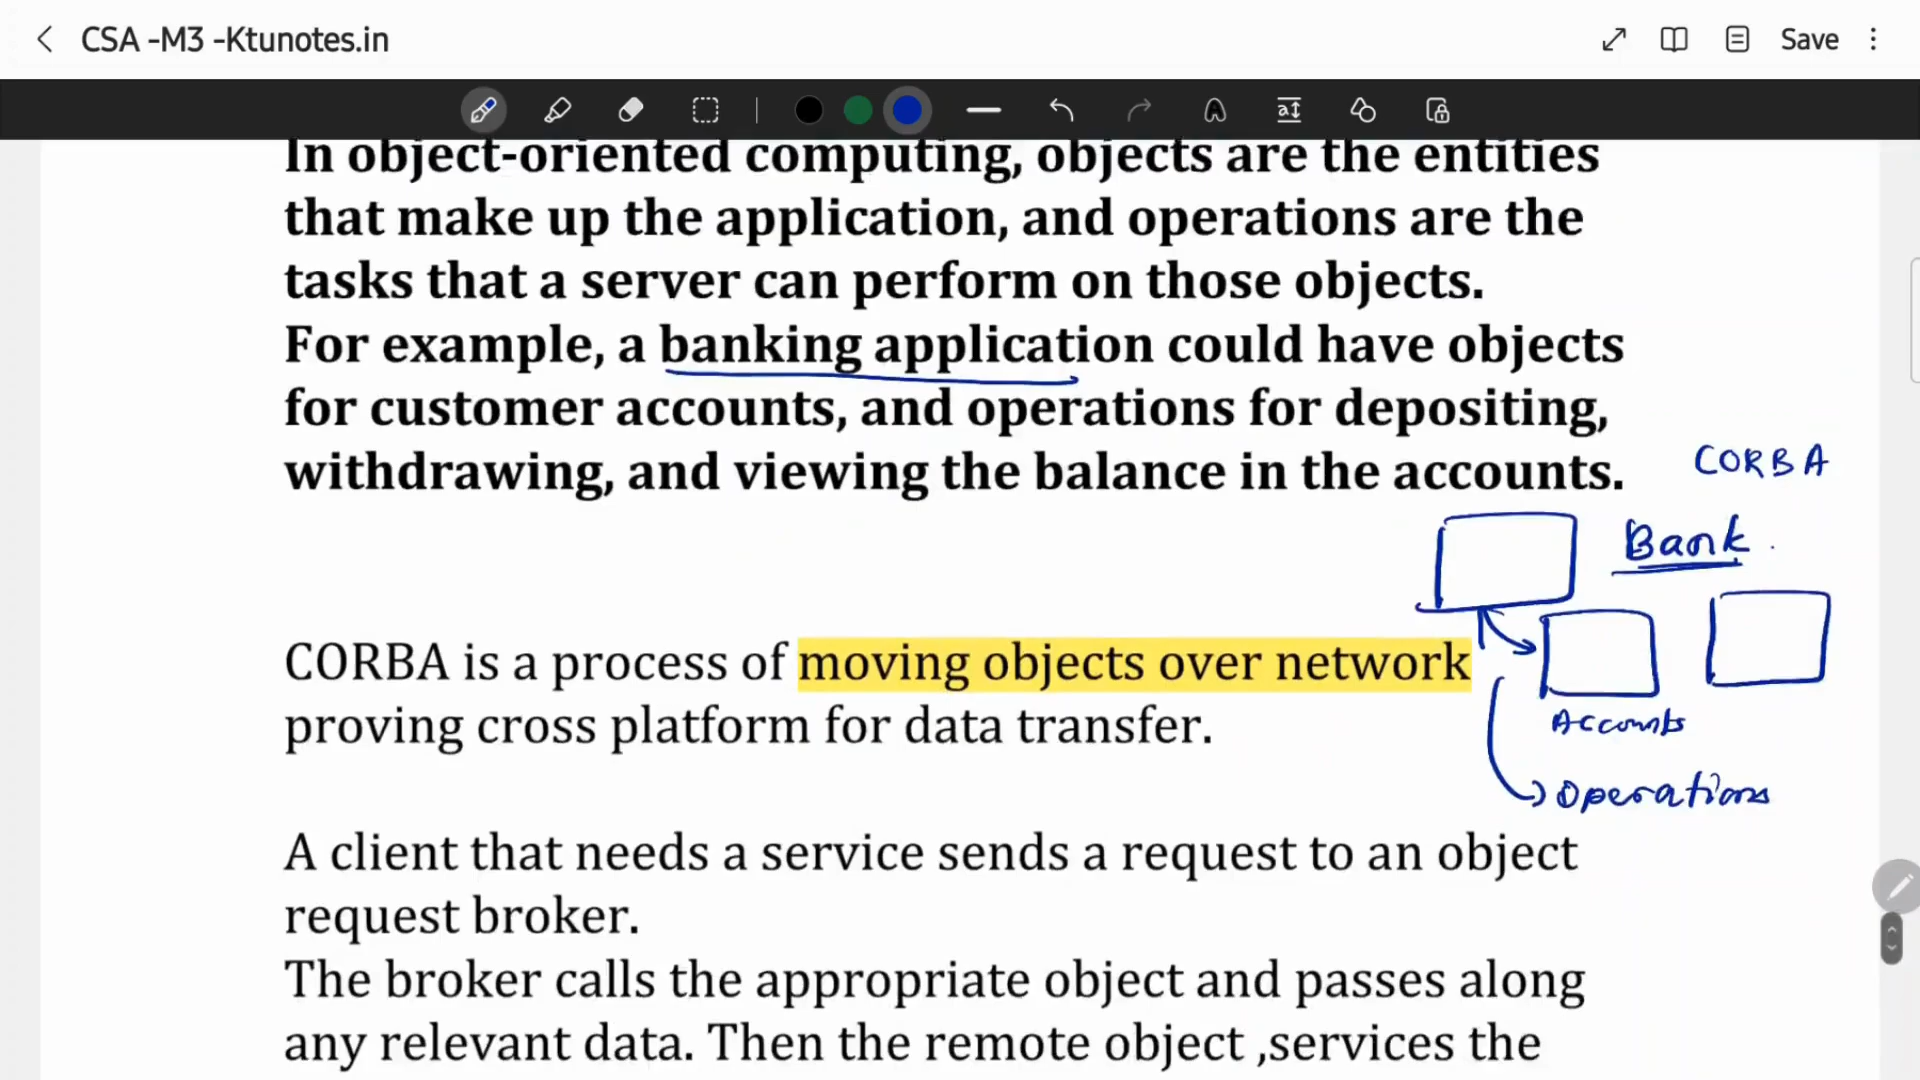 CSA -M3 -Ktunotes.in
Save
In object-oriented computing, objects are the entities
that make up the application, and operations are the
tasks that a server can perform on those objects.
For example, a banking application could have objects
for customer accounts, and operations for depositing,
withdrawing, and viewing the balance in the accounts.
CORBA
Bank
CORBA is a process of moving objects over network
proving cross platform for data transfer.
Accounts
Operations
A client that needs a service sends a request to an object
request broker.
The broker calls the appropriate object and passes along
any relevant data. Then the remote object ,services the